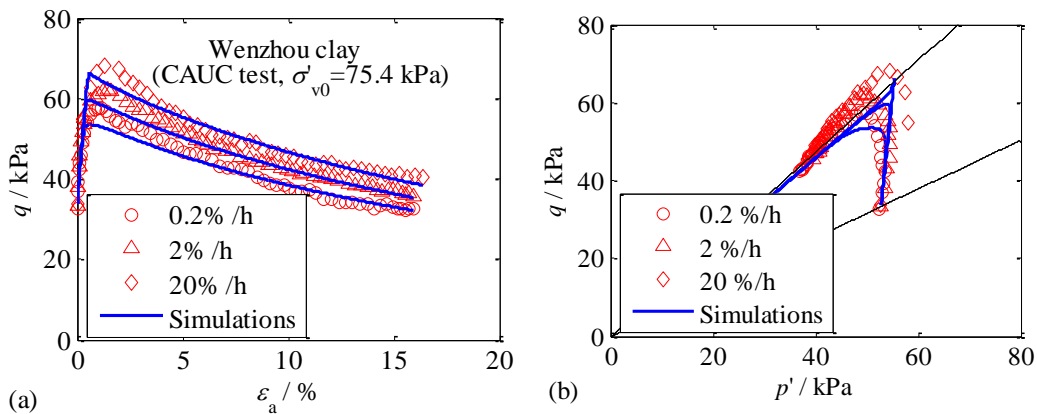 80
60
40
20
0
q / kPa
Wenzhou clay
(CAUC test, σ'v0=75.4 kPa)
0.2% /h
2% /h
20% /h
Simulations
0 5 10 15 20
εa / %
(a)
80
60
40
20
0
q / kPa
0.2 %/h
2 %/h
20 %/h
Simulations
0 20 40 60 80
p' / kPa
(b)